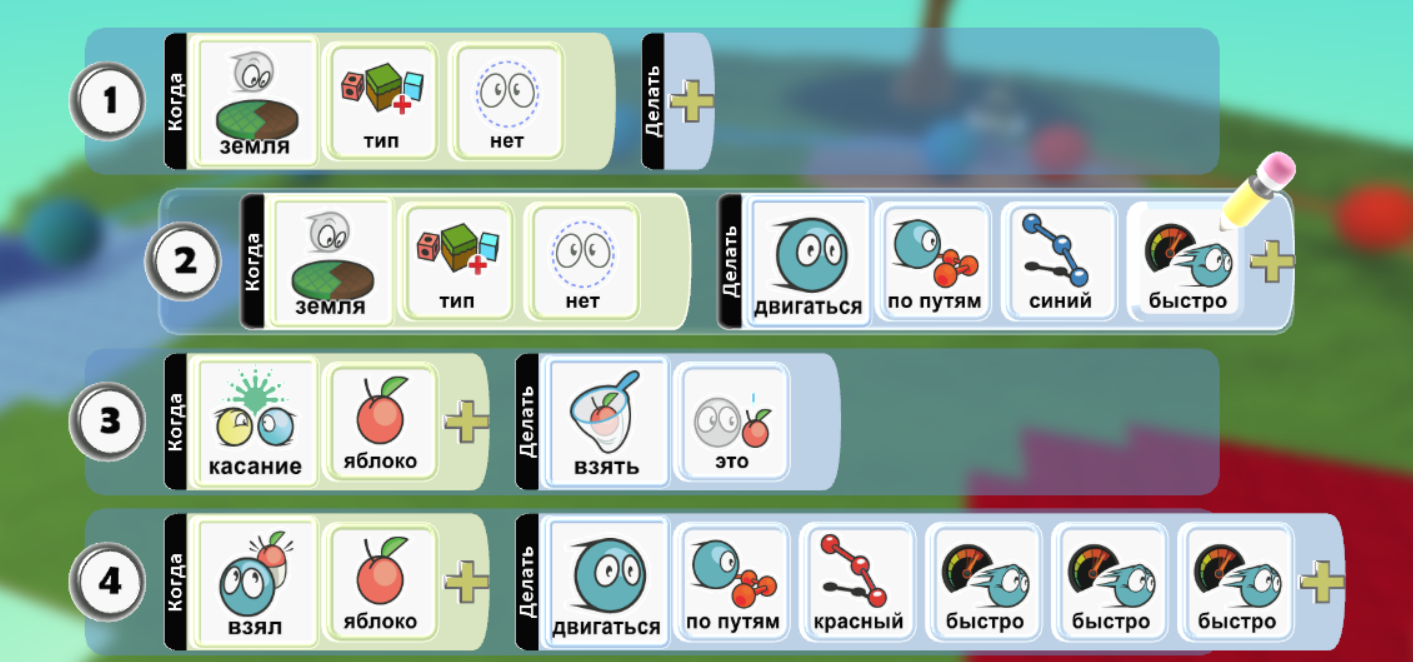 1 Когда земля тип нет Делать
2 Когда земля тип нет Делать двигаться по путям синий быстро
3 Когда касание яблоко Делать взять это
4 Когда взял яблоко Делать двигаться по путям красный быстро быстро быстро